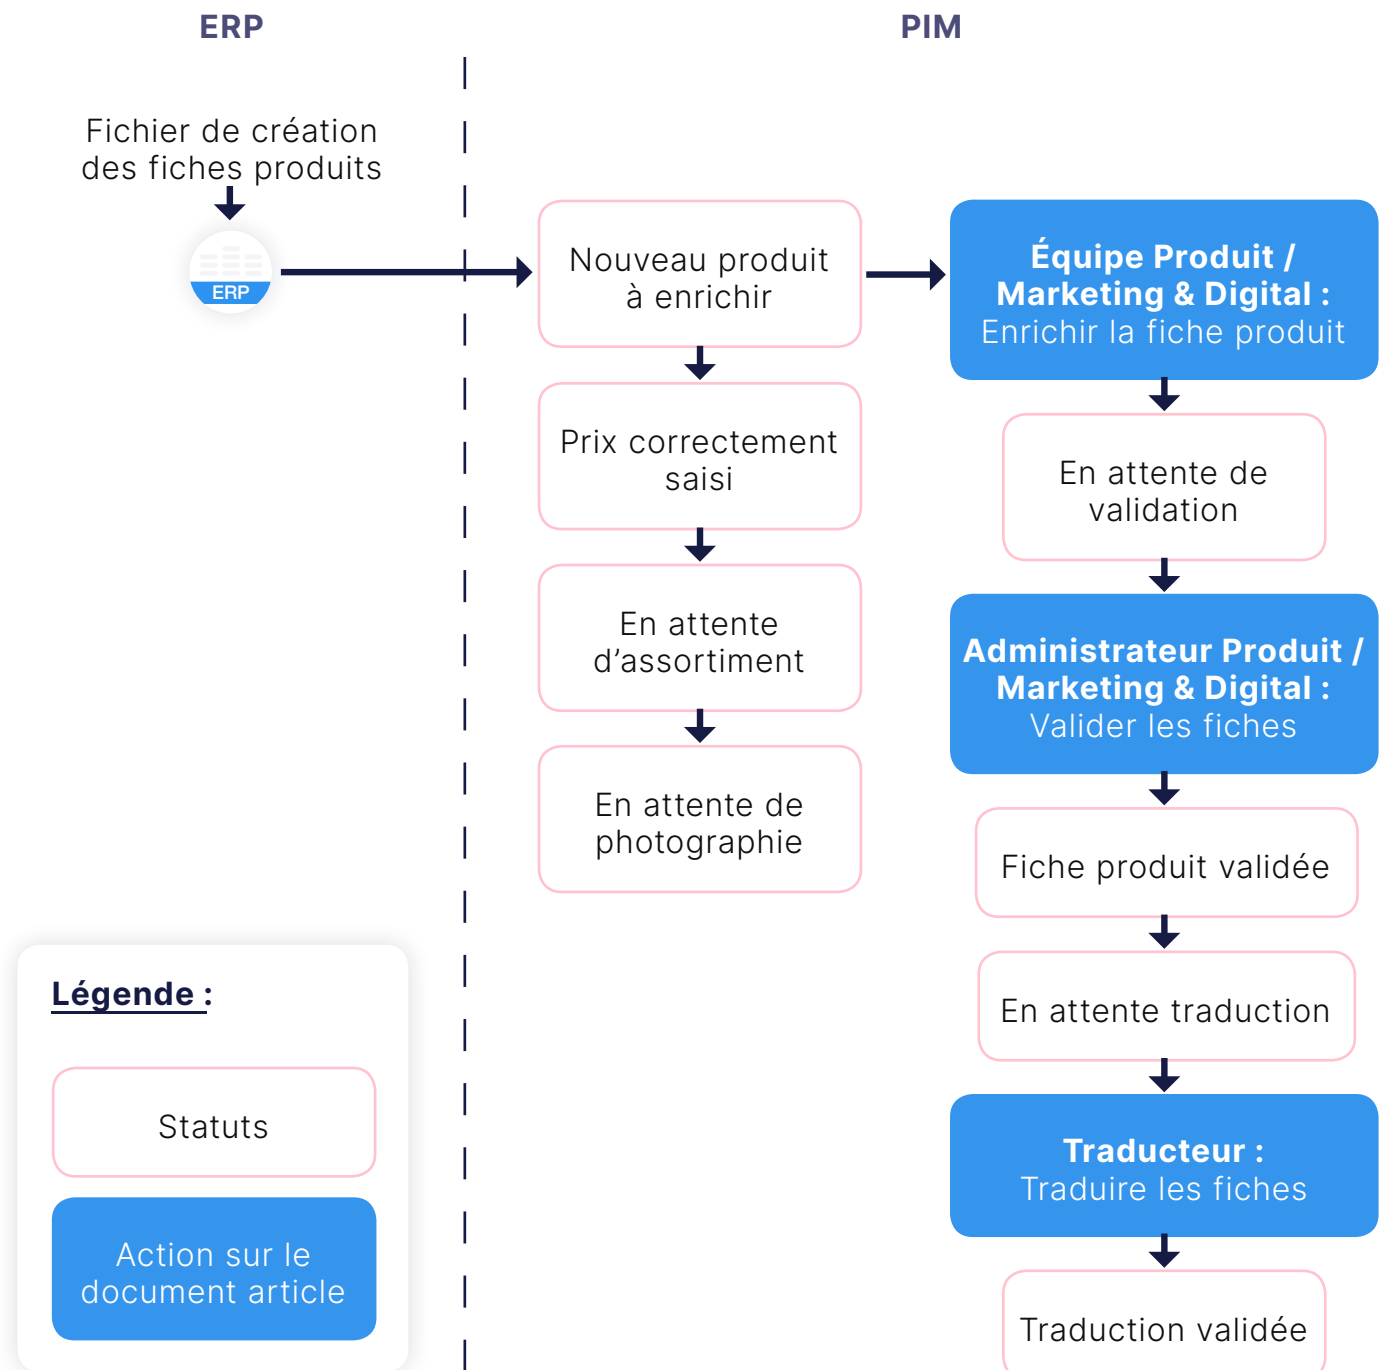 ERP
PIM
Fichier de création
des fiches produits
ERP
Nouveau produit
à enrichir
Prix correctement
saisi
En attente
d’assortiment
En attente de
photographie
Équipe Produit /
Marketing & Digital :
Enrichir la fiche produit
En attente de
validation
Administrateur Produit /
Marketing & Digital :
Valider les fiches
Fiche produit validée
En attente traduction
Traducteur :
Traduire les fiches
Traduction validée
Légende :
Statuts
Action sur le
document article